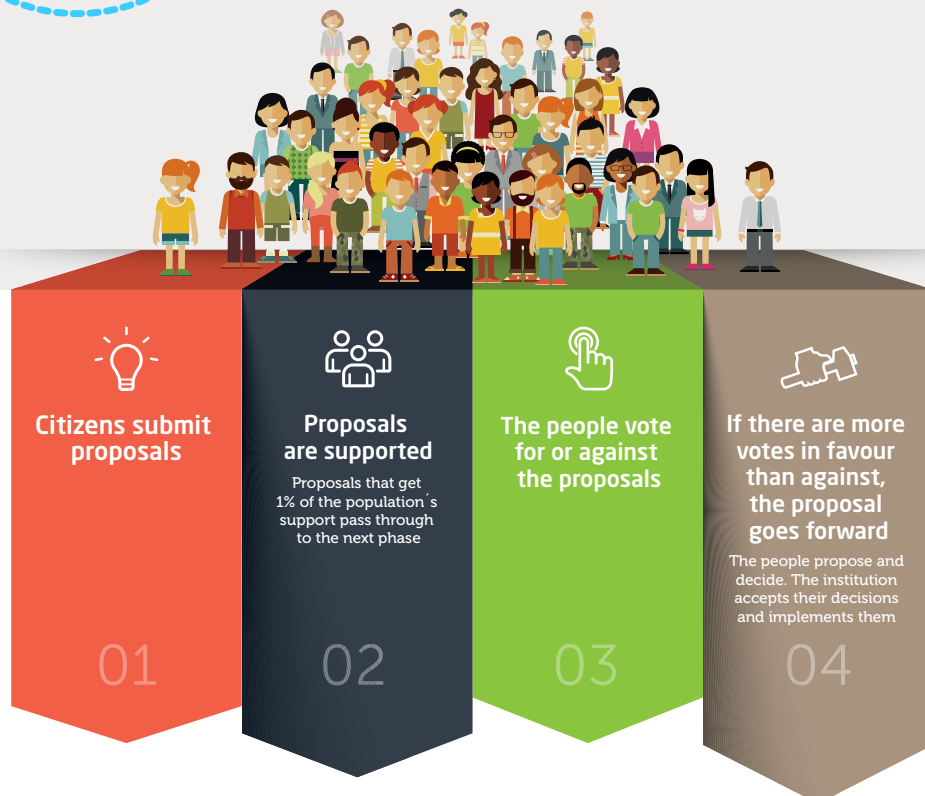 Citizens submit
proposals
01
Proposals
are supported
Proposals that get
1% of the population´s
support pass through
to the next phase
02
The people vote
for or against
the proposals
03
If there are more
votes in favour
than against,
the proposal
goes forward
The people propose and
decide. The institution
accepts their decisions
and implements them
04